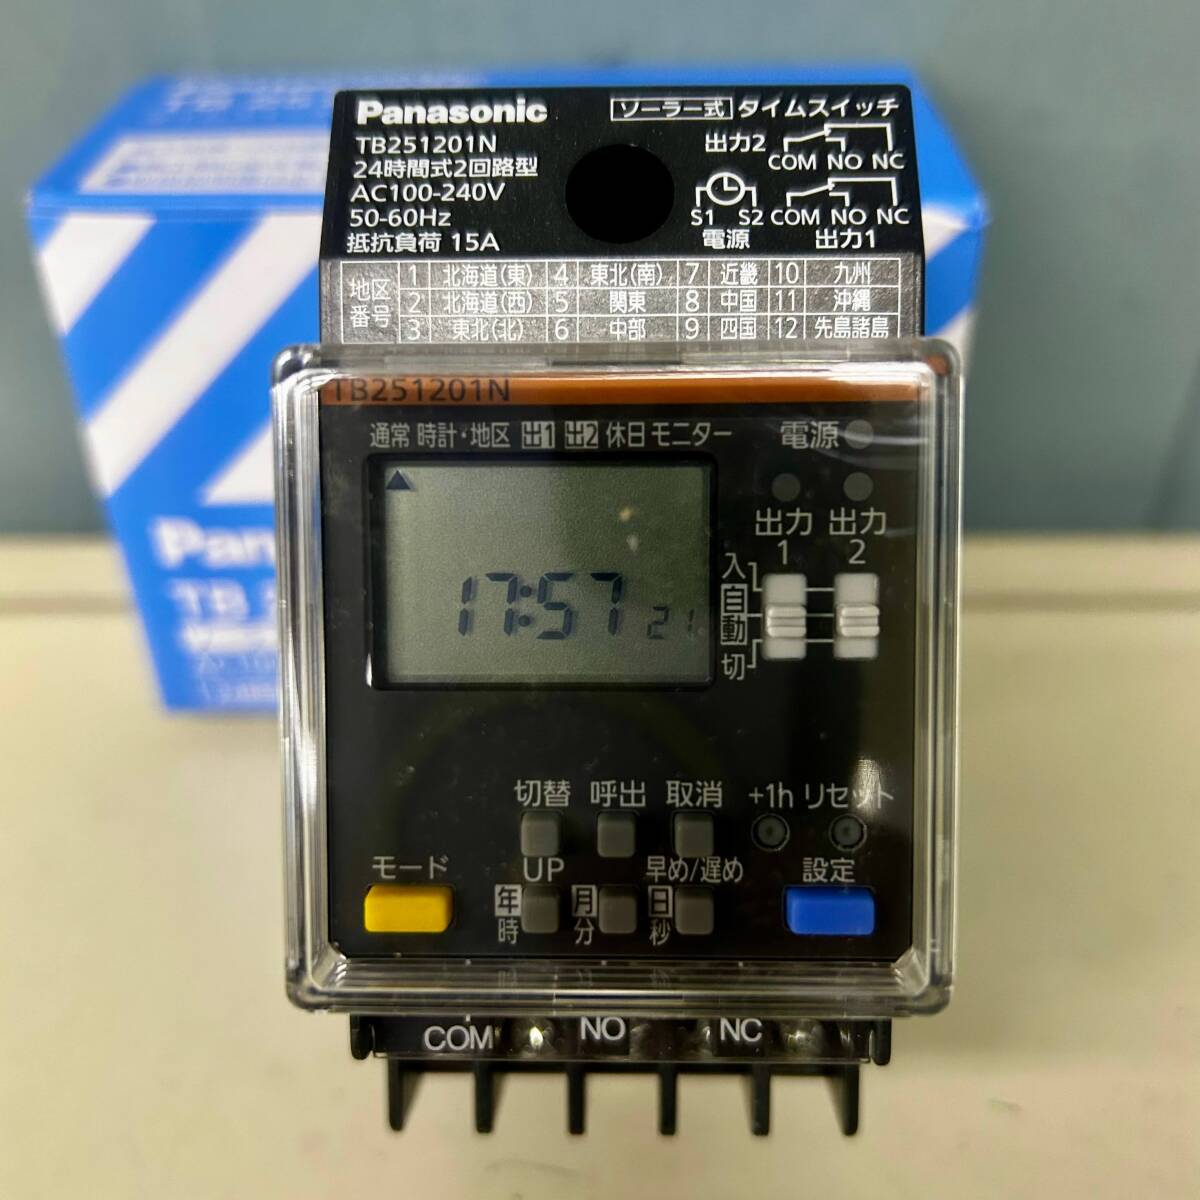 Panasonic
ソーラー式 タイムスイッチ
TB251201N
24時間式2回路型
AC100-240V
50-60Hz
抵抗負荷 15A
出力2
COM NO NC
S1 S2 COM NO NC
電源 出力1
地区番号
1 北海道(東) 4 東北(南) 7 近畿 10 九州
2 北海道(西) 5 関東 8 中国 11 沖縄
3 東北(北) 6 中部 9 四国 12 先島諸島
TB251201N
通常 時計・地区 出1 出2 休日 モニター
電源
出力1 出力2
17:57 21
入
自動
切
切替 呼出 取消 +1h リセット
モード UP 早め/遅め 設定
年 月 日
時 分 秒
COM NO NC